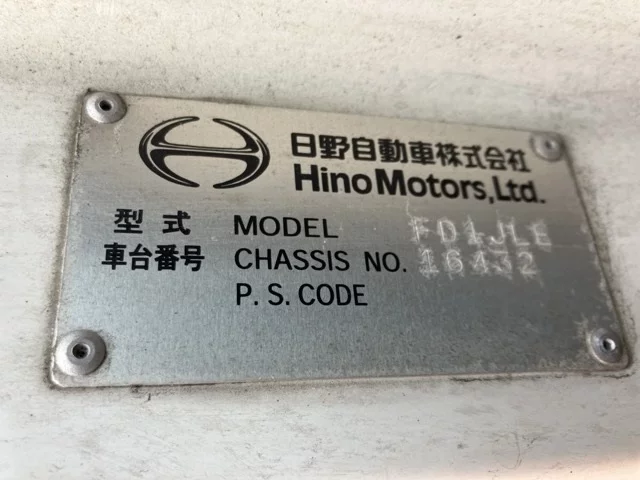 日野自動車株式会社
Hino Motors, Ltd.
型式 MODEL FD1JLE
車台番号 CHASSIS NO.
P.S. CODE